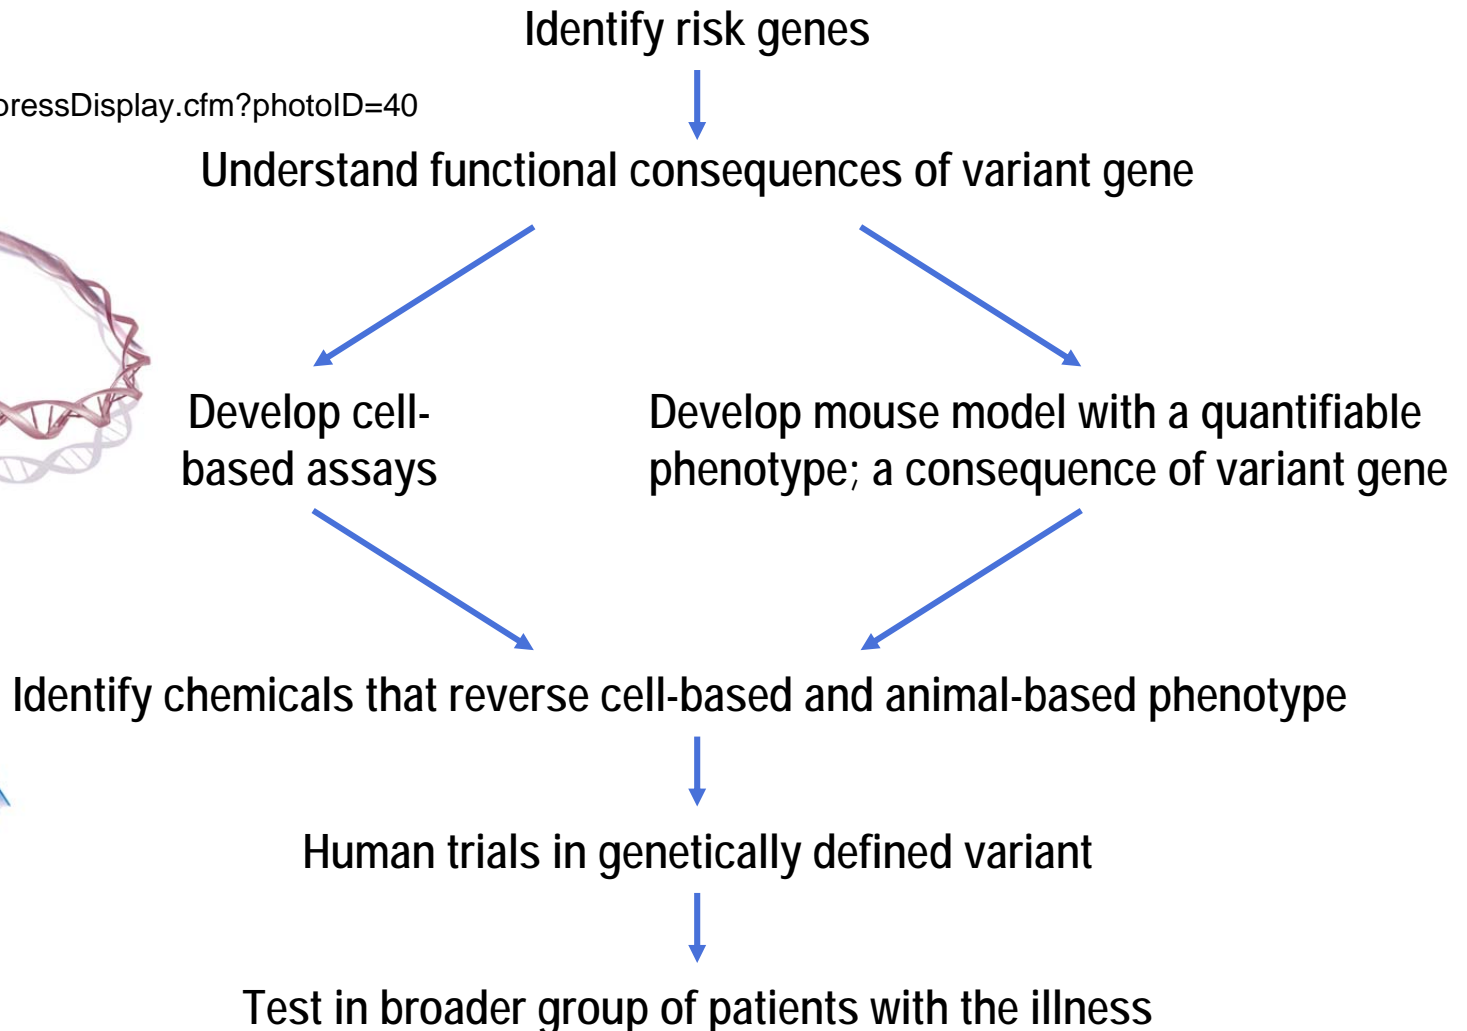 Identify risk genes
pressDisplay.cfm?photoID=40
Understand functional consequences of variant gene
Develop cell-
based assays
Develop mouse model with a quantifiable
phenotype; a consequence of variant gene
Identify chemicals that reverse cell-based and animal-based phenotype
Human trials in genetically defined variant
Test in broader group of patients with the illness